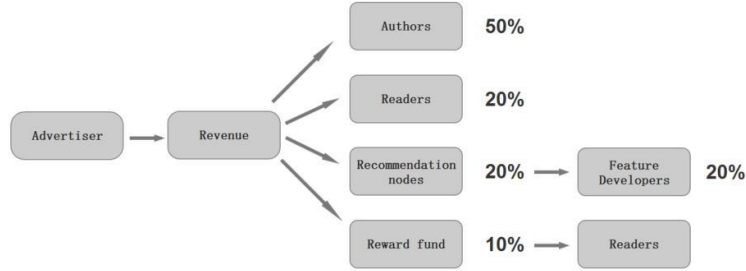 Authors 50%
Readers 20%
Advertiser Revenue
Recommendation
nodes 20% Feature
Developers 20%
Reward fund 10% Readers